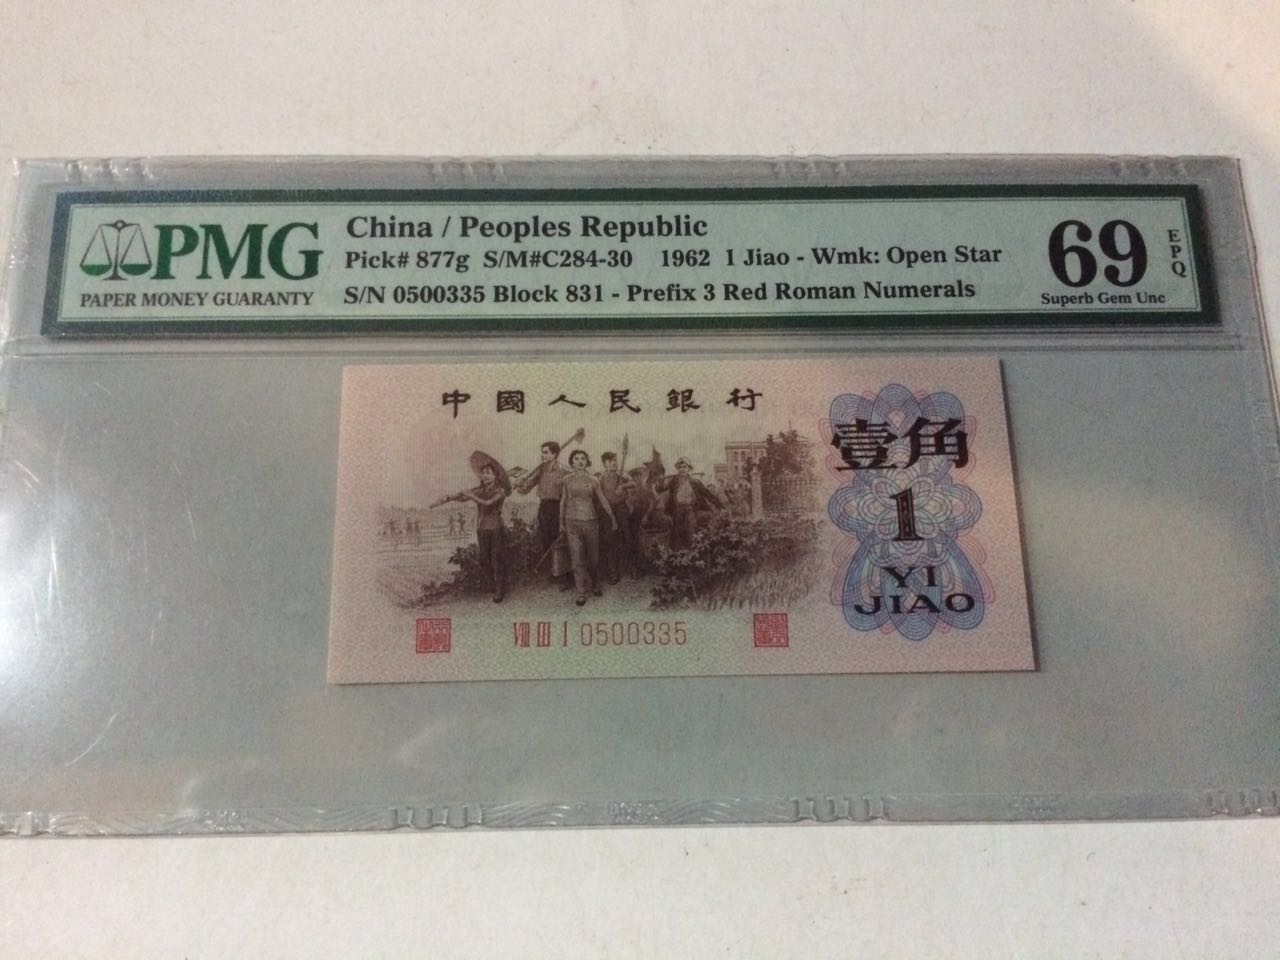 PMG
PAPER MONEY GUARANTY
China / Peoples Republic
Pick# 877g S/M#C284-30 1962 1 Jiao - Wmk: Open Star
S/N 0500335 Block 831 - Prefix 3 Red Roman Numerals
69
Superb Gem Unc
EPQ
中國人民銀行
壹角
1
YI
JIAO
VIII III I 0500335